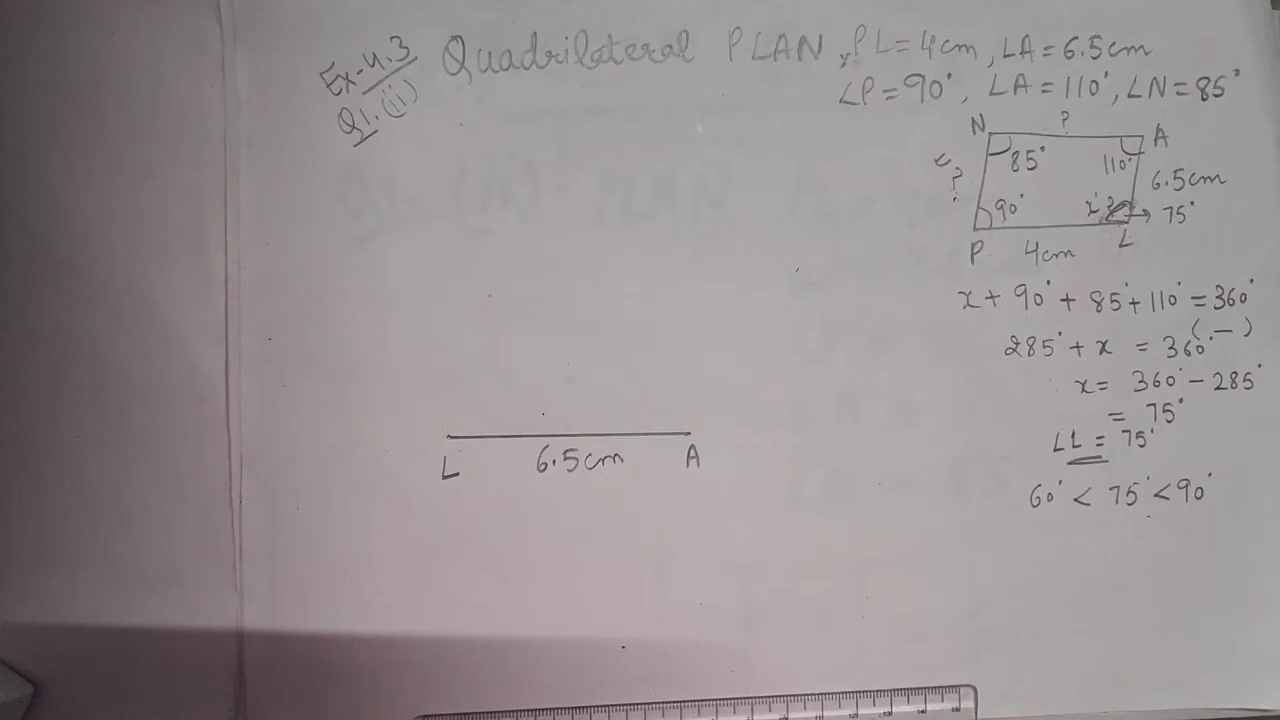 Ex-4.3
Q1.(ii)
Quadrilateral PLAN, PL=4cm, LA=6.5cm
∠P=90°, ∠A=110°, ∠N=85°
N ? A
85° 110°
? 6.5cm
90° x° 75°
P 4cm L
x+90°+85°+110°=360°
(-)
285°+x = 360°
x= 360°-285°
= 75°
∠L = 75°
60° < 75° < 90°
L 6.5cm A